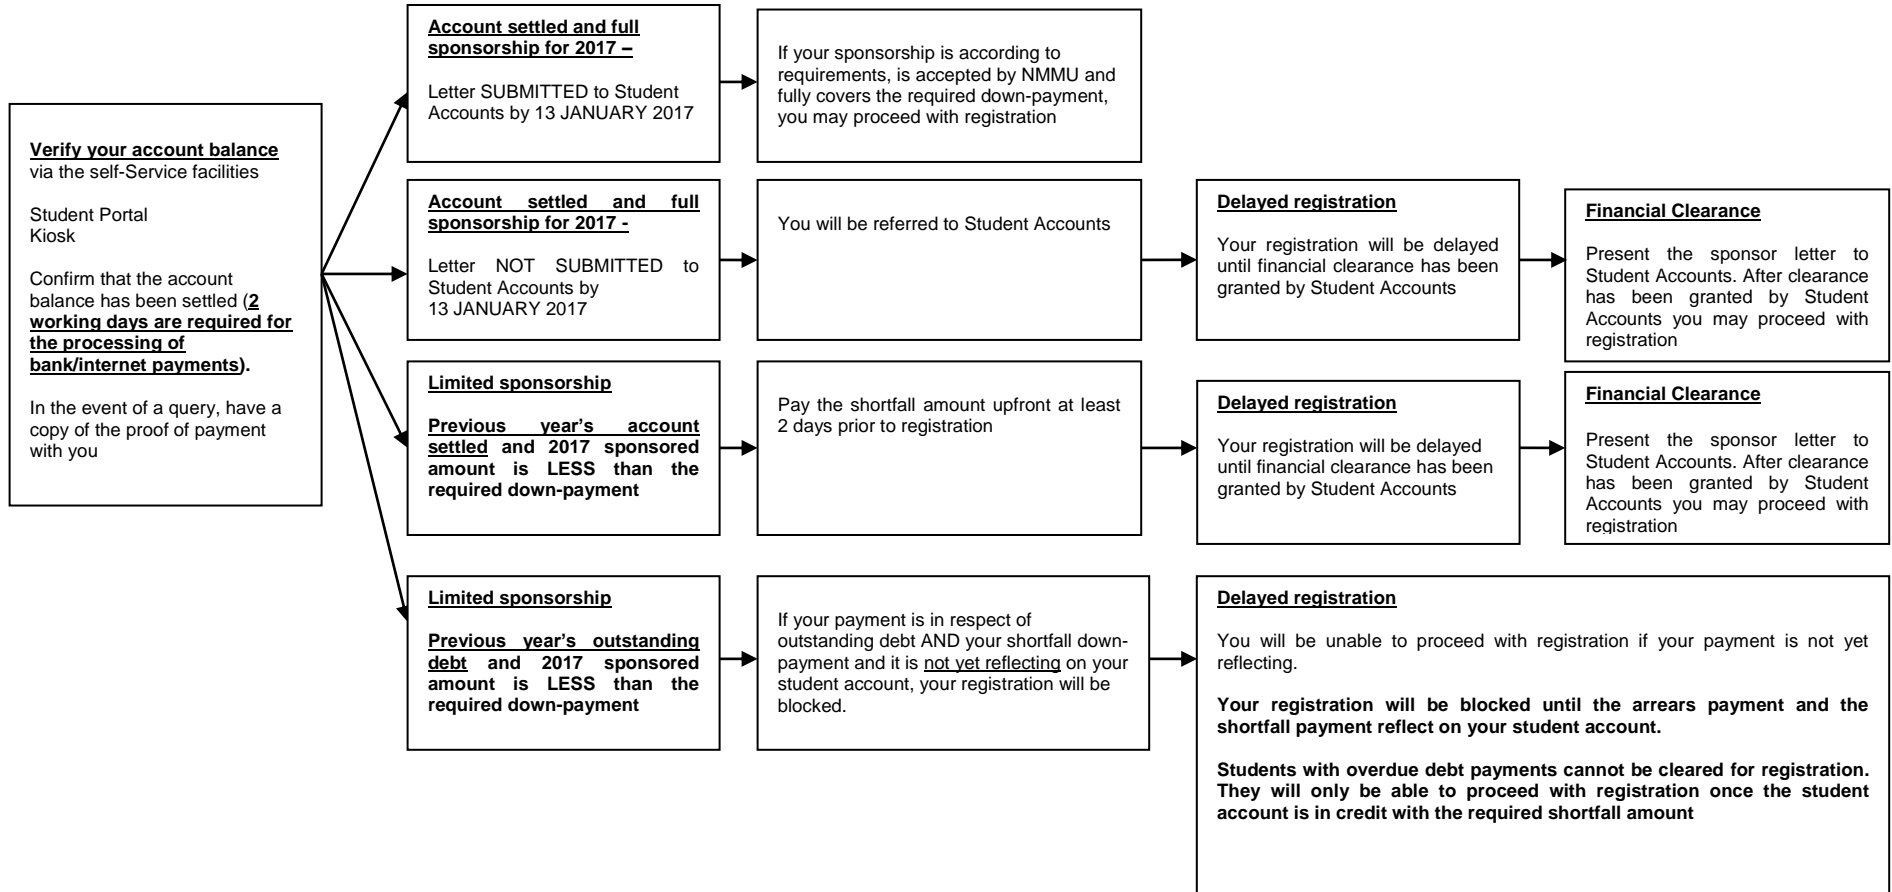 Verify your account balance
via the self-Service facilities
Student Portal
Kiosk
Confirm that the account
balance has been settled (2
working days are required for
the processing of
bank/internet payments).
In the event of a query, have a
copy of the proof of payment
with you
Account settled and full
sponsorship for 2017 –
Letter SUBMITTED to Student
Accounts by 13 JANUARY 2017
If your sponsorship is according to
requirements, is accepted by NMMU and
fully covers the required down-payment,
you may proceed with registration
Account settled and full
sponsorship for 2017 -
Letter NOT SUBMITTED to
Student Accounts by
13 JANUARY 2017
You will be referred to Student Accounts
Delayed registration
Your registration will be delayed
until financial clearance has been
granted by Student Accounts
Financial Clearance
Present the sponsor letter to
Student Accounts. After clearance
has been granted by Student
Accounts you may proceed with
registration
Limited sponsorship
Previous year's account
settled and 2017 sponsored
amount is LESS than the
required down-payment
Pay the shortfall amount upfront at least
2 days prior to registration
Delayed registration
Your registration will be delayed
until financial clearance has been
granted by Student Accounts
Financial Clearance
Present the sponsor letter to
Student Accounts. After clearance
has been granted by Student
Accounts you may proceed with
registration
Limited sponsorship
Previous year's outstanding
debt and 2017 sponsored
amount is LESS than the
required down-payment
If your payment is in respect of
outstanding debt AND your shortfall down-
payment and it is not yet reflecting on your
student account, your registration will be
blocked.
Delayed registration
You will be unable to proceed with registration if your payment is not yet
reflecting.
Your registration will be blocked until the arrears payment and the
shortfall payment reflect on your student account.
Students with overdue debt payments cannot be cleared for registration.
They will only be able to proceed with registration once the student
account is in credit with the required shortfall amount